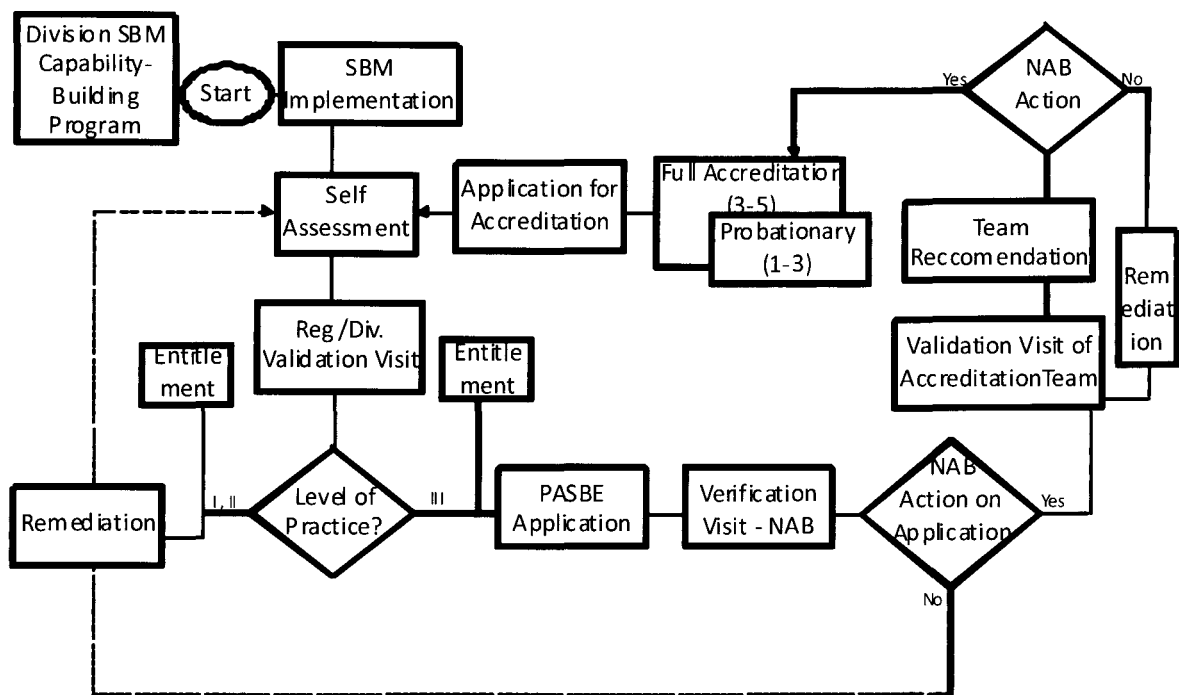 Division SBM
Capability-
Building
Program
Start
SBM
Implementation
NAB
Action
Yes
No
Self
Assessment
Application for
Accreditation
Full Accreditation
(3-5)
Probationary
(1-3)
Team
Reccomendation
Rem
ediat
ion
Reg/Div.
Validation Visit
Entitle
ment
Entitle
ment
Validation Visit of
Accreditation Team
Remediation
I, II
Level of
Practice?
III
PASBE
Application
Verification
Visit - NAB
NAB
Action on
Application
Yes
No